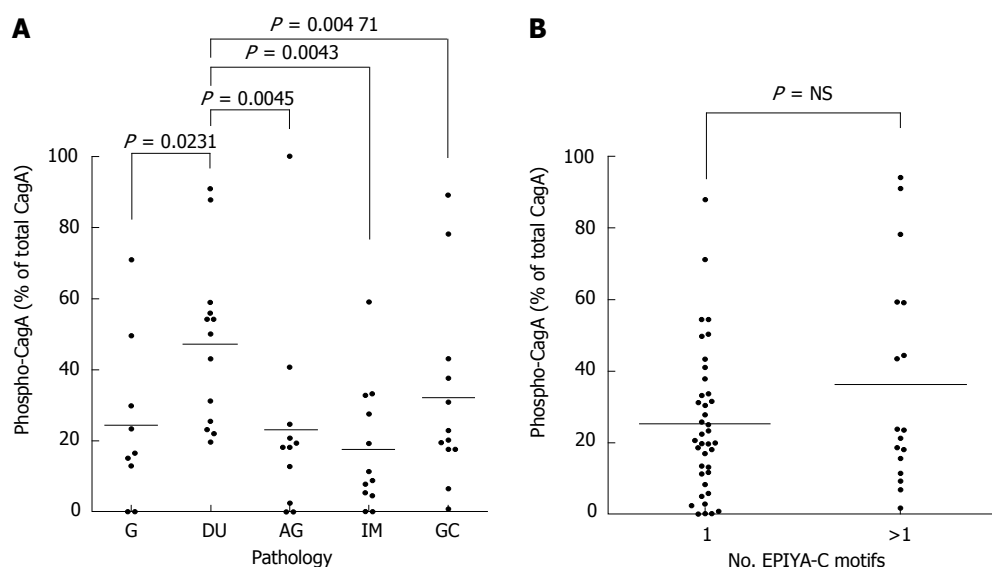 A
P = 0.004 71
P = 0.0043
P = 0.0045
P = 0.0231
Phospho-CagA (% of total CagA)
100
80
60
40
20
0
G DU AG IM GC
Pathology
B
P = NS
Phospho-CagA (% of total CagA)
100
80
60
40
20
0
1 >1
No. EPIYA-C motifs